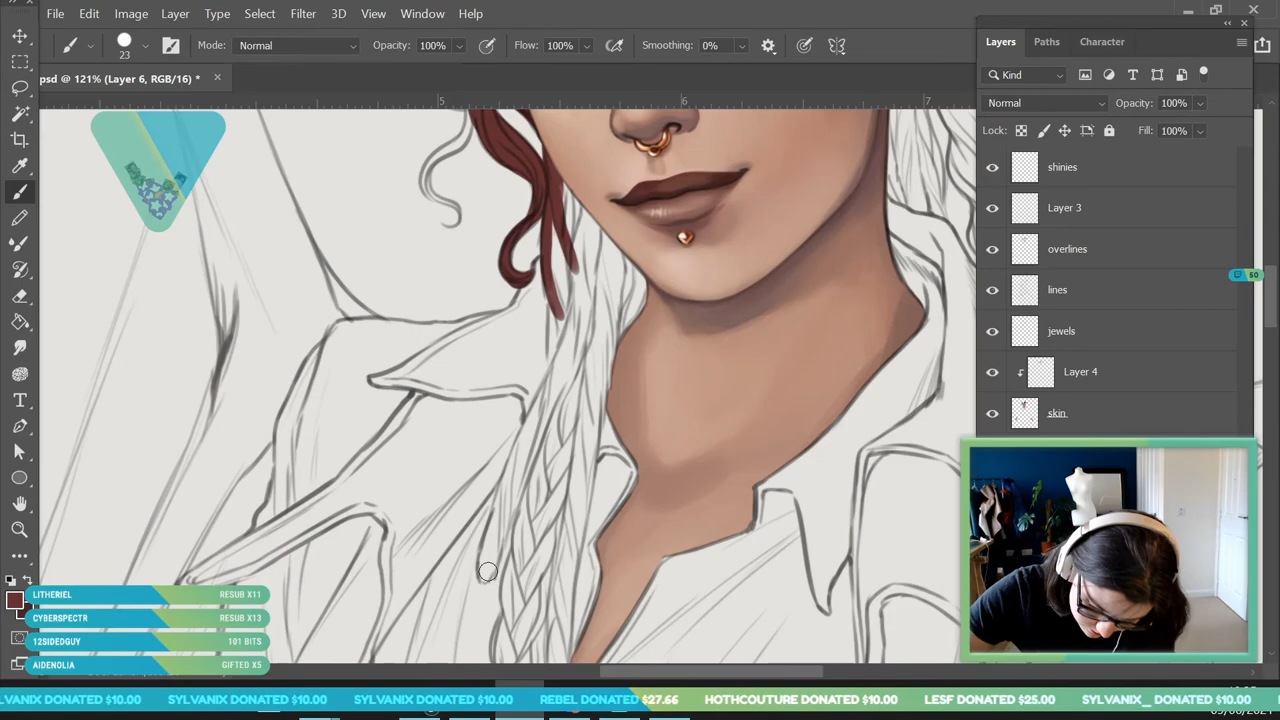 File Edit Image Layer Type Select Filter 3D View Window Help
23 Mode: Normal Opacity: 100% Flow: 100% Smoothing: 0%
psd @ 121% (Layer 6, RGB/16) *
5 6 7
Layers Paths Character
Kind
Normal Opacity: 100%
Lock: Fill: 100%
shinies
Layer 3
overlines
50
lines
jewels
Layer 4
skin
LITHERIEL RESUB X11
CYBERSPECTR RESUB X13
12SIDEDGUY 101 BITS
AIDENOLIA GIFTED X5
SYLVANIX DONATED $10.00 SYLVANIX DONATED $10.00 SYLVANIX DONATED $10.00 REBEL DONATED $27.66 HOTHCOUTURE DONATED $10.00 LESF DONATED $25.00 SYLVANIX_ DONATED $10.00